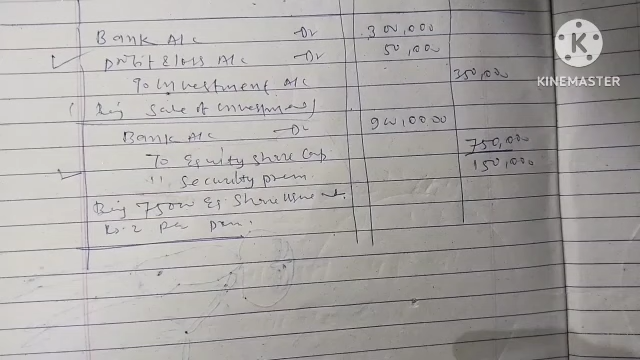 Bank A/c Dr 300,000
Profit & loss A/c Dr 50,000
To Investment A/c 350,000
Being Sale of investment)
Bank A/c Dr 900,000
To Equity Share Cap 750,000
11 Security prem 150,000
Being 7500 Eq. Share
Rs. 2 per prem.
K
KINEMASTER